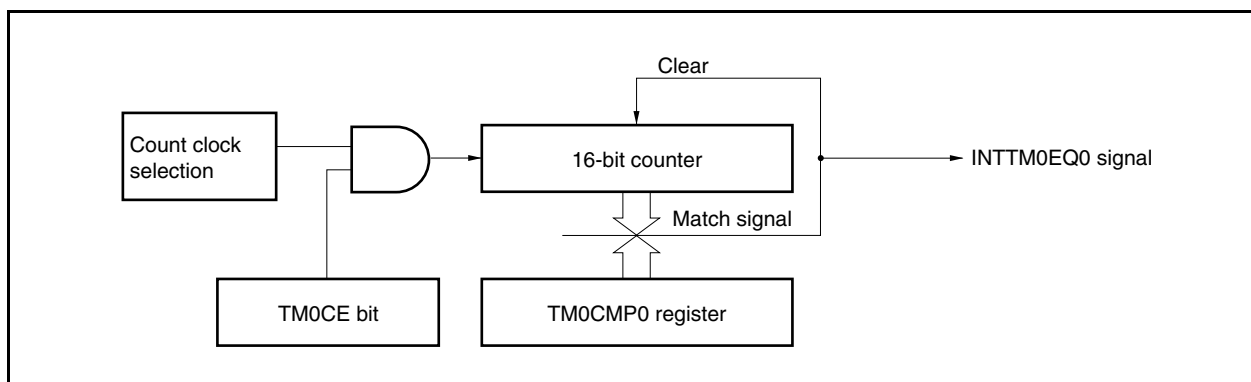 Clear
Count clock
selection
16-bit counter
INTTM0EQ0 signal
Match signal
TM0CE bit
TM0CMP0 register